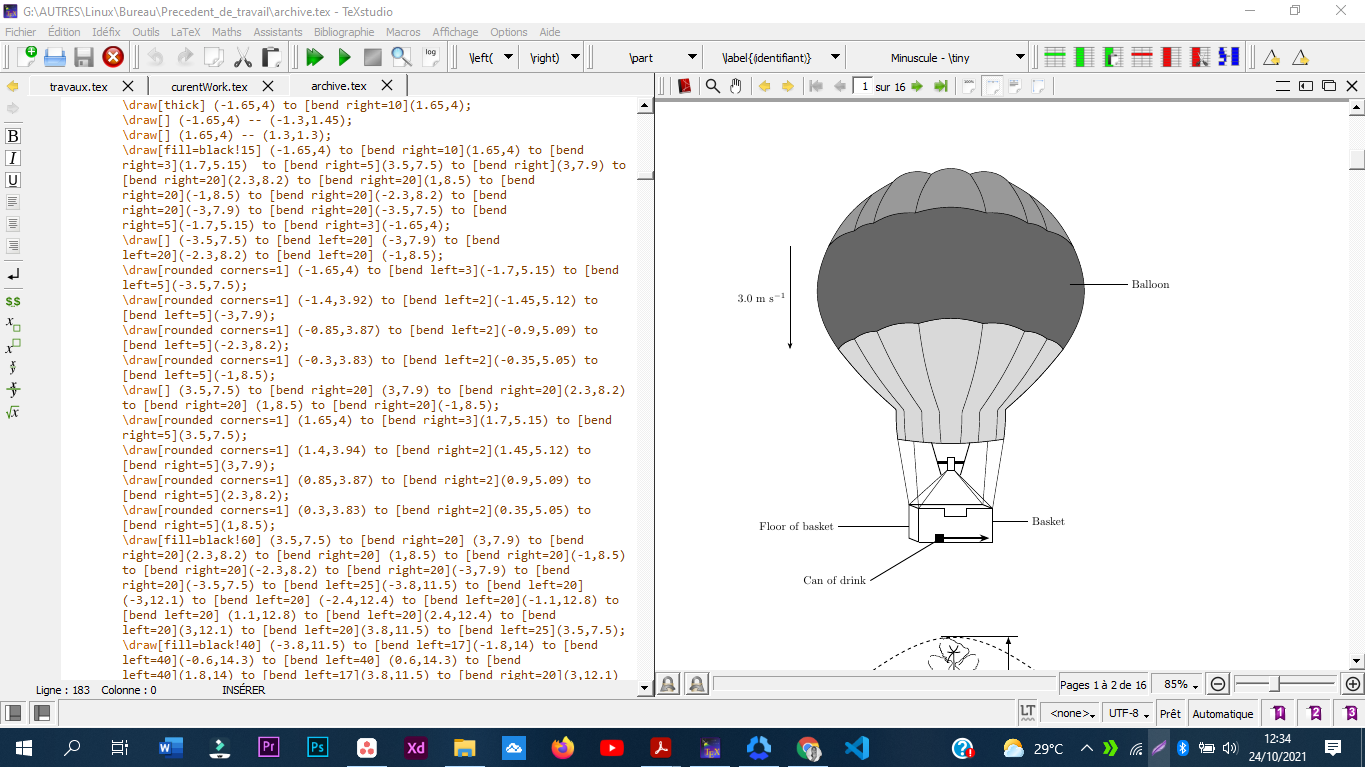 G:\AUTRES\Linux\Bureau\Precedent_de_travail\archive.tex - TeXstudio
Fichier Édition Idéfix Outils LaTeX Maths Assistants Bibliographie Macros Affichage Options Aide
log \left( \right) \part \label{(identifiant)} Minuscule - \tiny
travaux.tex curentWork.tex archive.tex 1 sur 16
\draw[thick] (-1.65,4) to [bend right=10](1.65,4);
\draw[] (-1.65,4) -- (-1.3,1.45);
\draw[] (1.65,4) -- (1.3,1.3);
\draw[fill=black!15] (-1.65,4) to [bend right=10](1.65,4) to [bend
right=3](1.7,5.15)  to [bend right=5](3.5,7.5) to [bend right](3,7.9) to
[bend right=20](2.3,8.2) to [bend right=20](1,8.5) to [bend
right=20](-1,8.5) to [bend right=20](-2.3,8.2) to [bend
right=20](-3,7.9) to [bend right=20](-3.5,7.5) to [bend
right=5](-1.7,5.15) to [bend right=3](-1.65,4);
\draw[] (-3.5,7.5) to [bend left=20] (-3,7.9) to [bend
left=20](-2.3,8.2) to [bend left=20] (-1,8.5);
\draw[rounded corners=1] (-1.65,4) to [bend left=3](-1.7,5.15) to [bend
left=5](-3.5,7.5);
\draw[rounded corners=1] (-1.4,3.92) to [bend left=2](-1.45,5.12) to
[bend left=5](-3,7.9);
\draw[rounded corners=1] (-0.85,3.87) to [bend left=2](-0.9,5.09) to
[bend left=5](-2.3,8.2);
\draw[rounded corners=1] (-0.3,3.83) to [bend left=2](-0.35,5.05) to
[bend left=5](-1,8.5);
\draw[] (3.5,7.5) to [bend right=20] (3,7.9) to [bend right=20](2.3,8.2)
to [bend right=20] (1,8.5) to [bend right=20](-1,8.5);
\draw[rounded corners=1] (1.65,4) to [bend right=3](1.7,5.15) to [bend
right=5](3.5,7.5);
\draw[rounded corners=1] (1.4,3.94) to [bend right=2](1.45,5.12) to
[bend right=5](3,7.9);
\draw[rounded corners=1] (0.85,3.87) to [bend right=2](0.9,5.09) to
[bend right=5](2.3,8.2);
\draw[rounded corners=1] (0.3,3.83) to [bend right=2](0.35,5.05) to
[bend right=5](1,8.5);
\draw[fill=black!60] (3.5,7.5) to [bend right=20] (3,7.9) to [bend
right=20](2.3,8.2) to [bend right=20] (1,8.5) to [bend right=20](-1,8.5)
to [bend right=20](-2.3,8.2) to [bend right=20](-3,7.9) to [bend
right=20](-3.5,7.5) to [bend left=25](-3.8,11.5) to [bend left=20]
(-3,12.1) to [bend left=20] (-2.4,12.4) to [bend left=20](-1.1,12.8) to
[bend left=20] (1.1,12.8) to [bend left=20](2.4,12.4) to [bend
left=20](3,12.1) to [bend left=20](3.8,11.5) to [bend left=25](3.5,7.5);
\draw[fill=black!40] (-3.8,11.5) to [bend left=17](-1.8,14) to [bend
left=40](-0.6,14.3) to [bend left=40] (0.6,14.3) to [bend
left=40](1.8,14) to [bend left=17](3.8,11.5) to [bend right=20](3,12.1)
3.0 m s⁻¹
Balloon
Floor of basket
Basket
Can of drink
Ligne : 183 Colonne : 0 INSÉRER
Pages 1 à 2 de 16 85%
LT <none> UTF-8 Prêt Automatique 1 2 3
29°C
12:34
24/10/2021